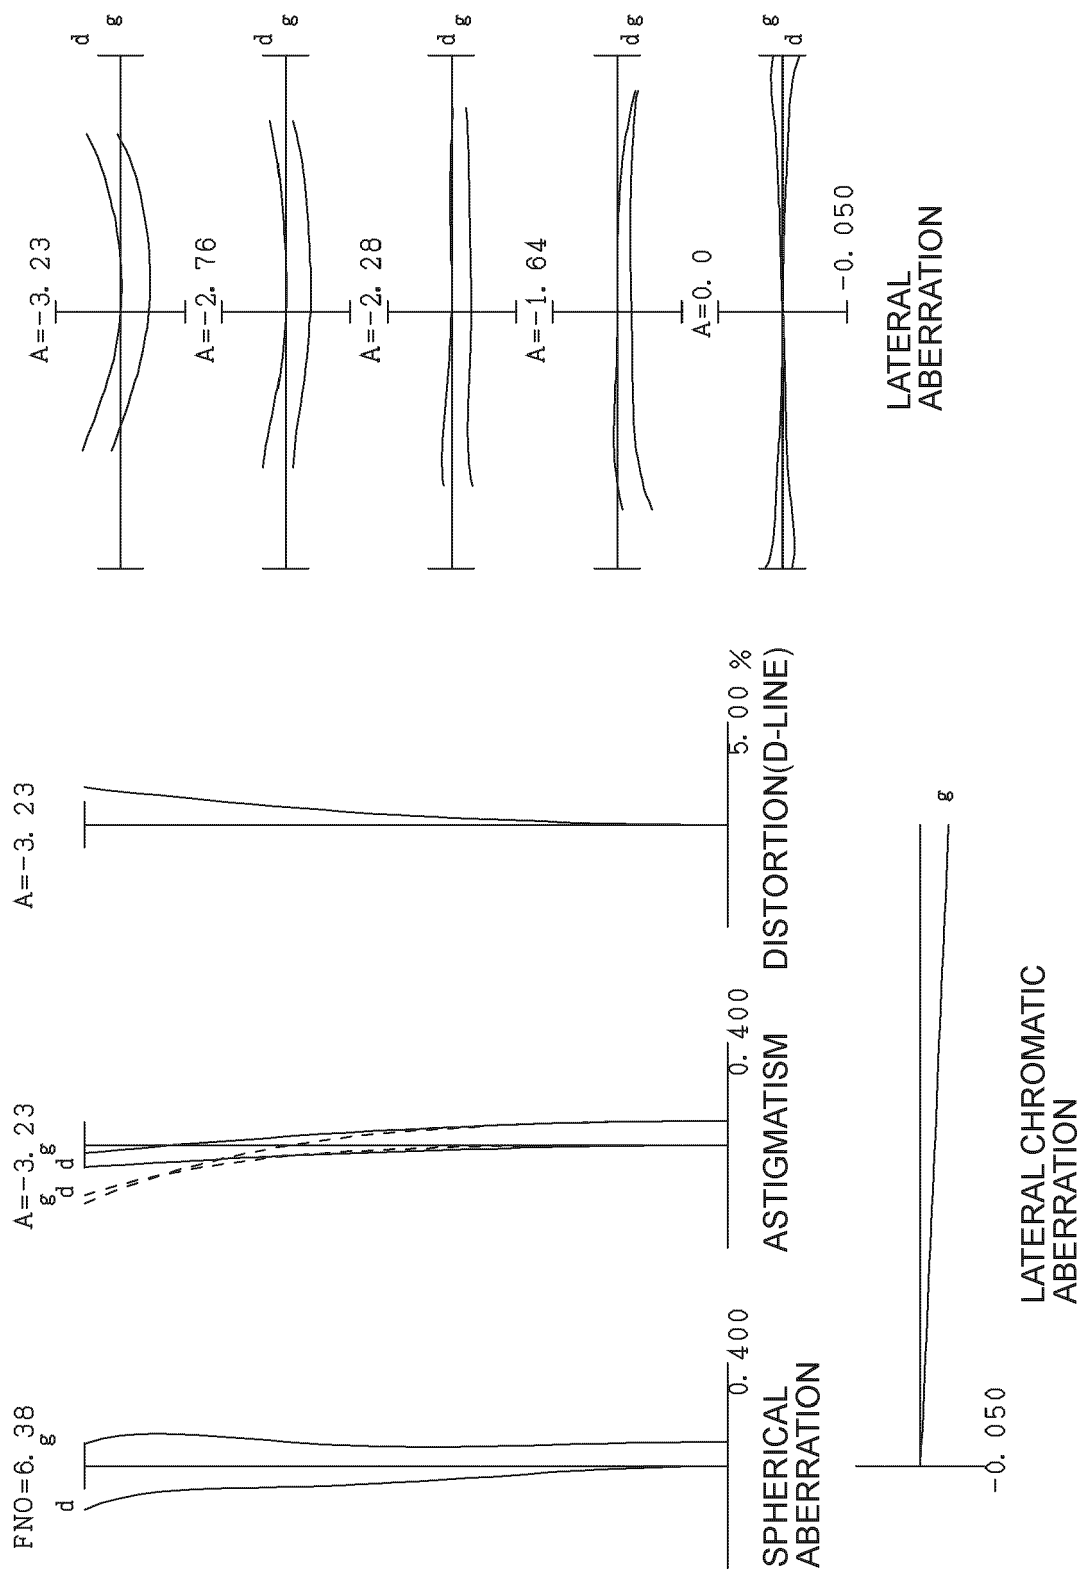 FNO=6. 38
d
g
0. 400
SPHERICAL
ABERRATION
A=-3. 23
g
d
d
g
0. 400
ASTIGMATISM
A=-3. 23
5. 00 %
DISTORTION(D-LINE)
-0. 050
g
LATERAL CHROMATIC
ABERRATION
A=-3. 23
d
g
A=-2. 76
d
g
A=-2. 28
d
g
A=-1. 64
d
g
A=0. 0
g
d
-0. 050
LATERAL
ABERRATION